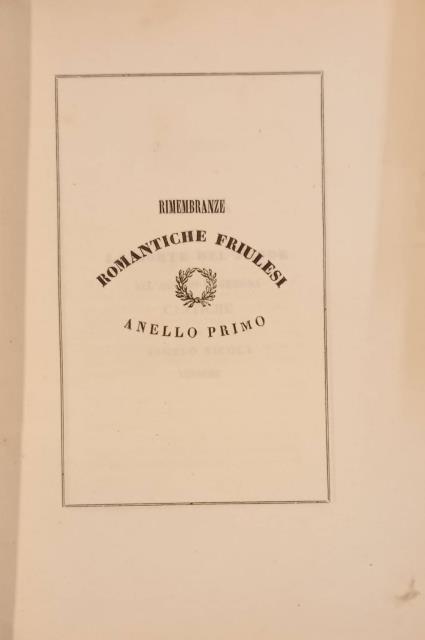 RIMEMBRANZE
ROMANTICHE FRIULESI
ANELLO PRIMO